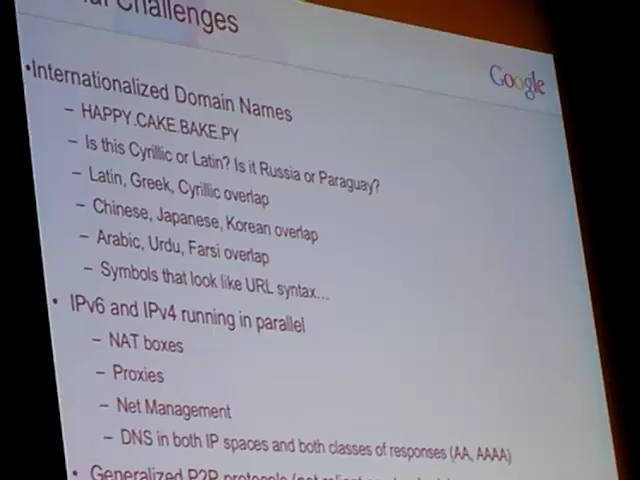 Challenges
Google
•Internationalized Domain Names
– HAPPY.CAKE.BAKE.PY
– Is this Cyrillic or Latin? Is it Russia or Paraguay?
– Latin, Greek, Cyrillic overlap
– Chinese, Japanese, Korean overlap
– Arabic, Urdu, Farsi overlap
– Symbols that look like URL syntax...
• IPv6 and IPv4 running in parallel
– NAT boxes
– Proxies
– Net Management
– DNS in both IP spaces and both classes of responses (AA, AAAA)
• Generalized P2P